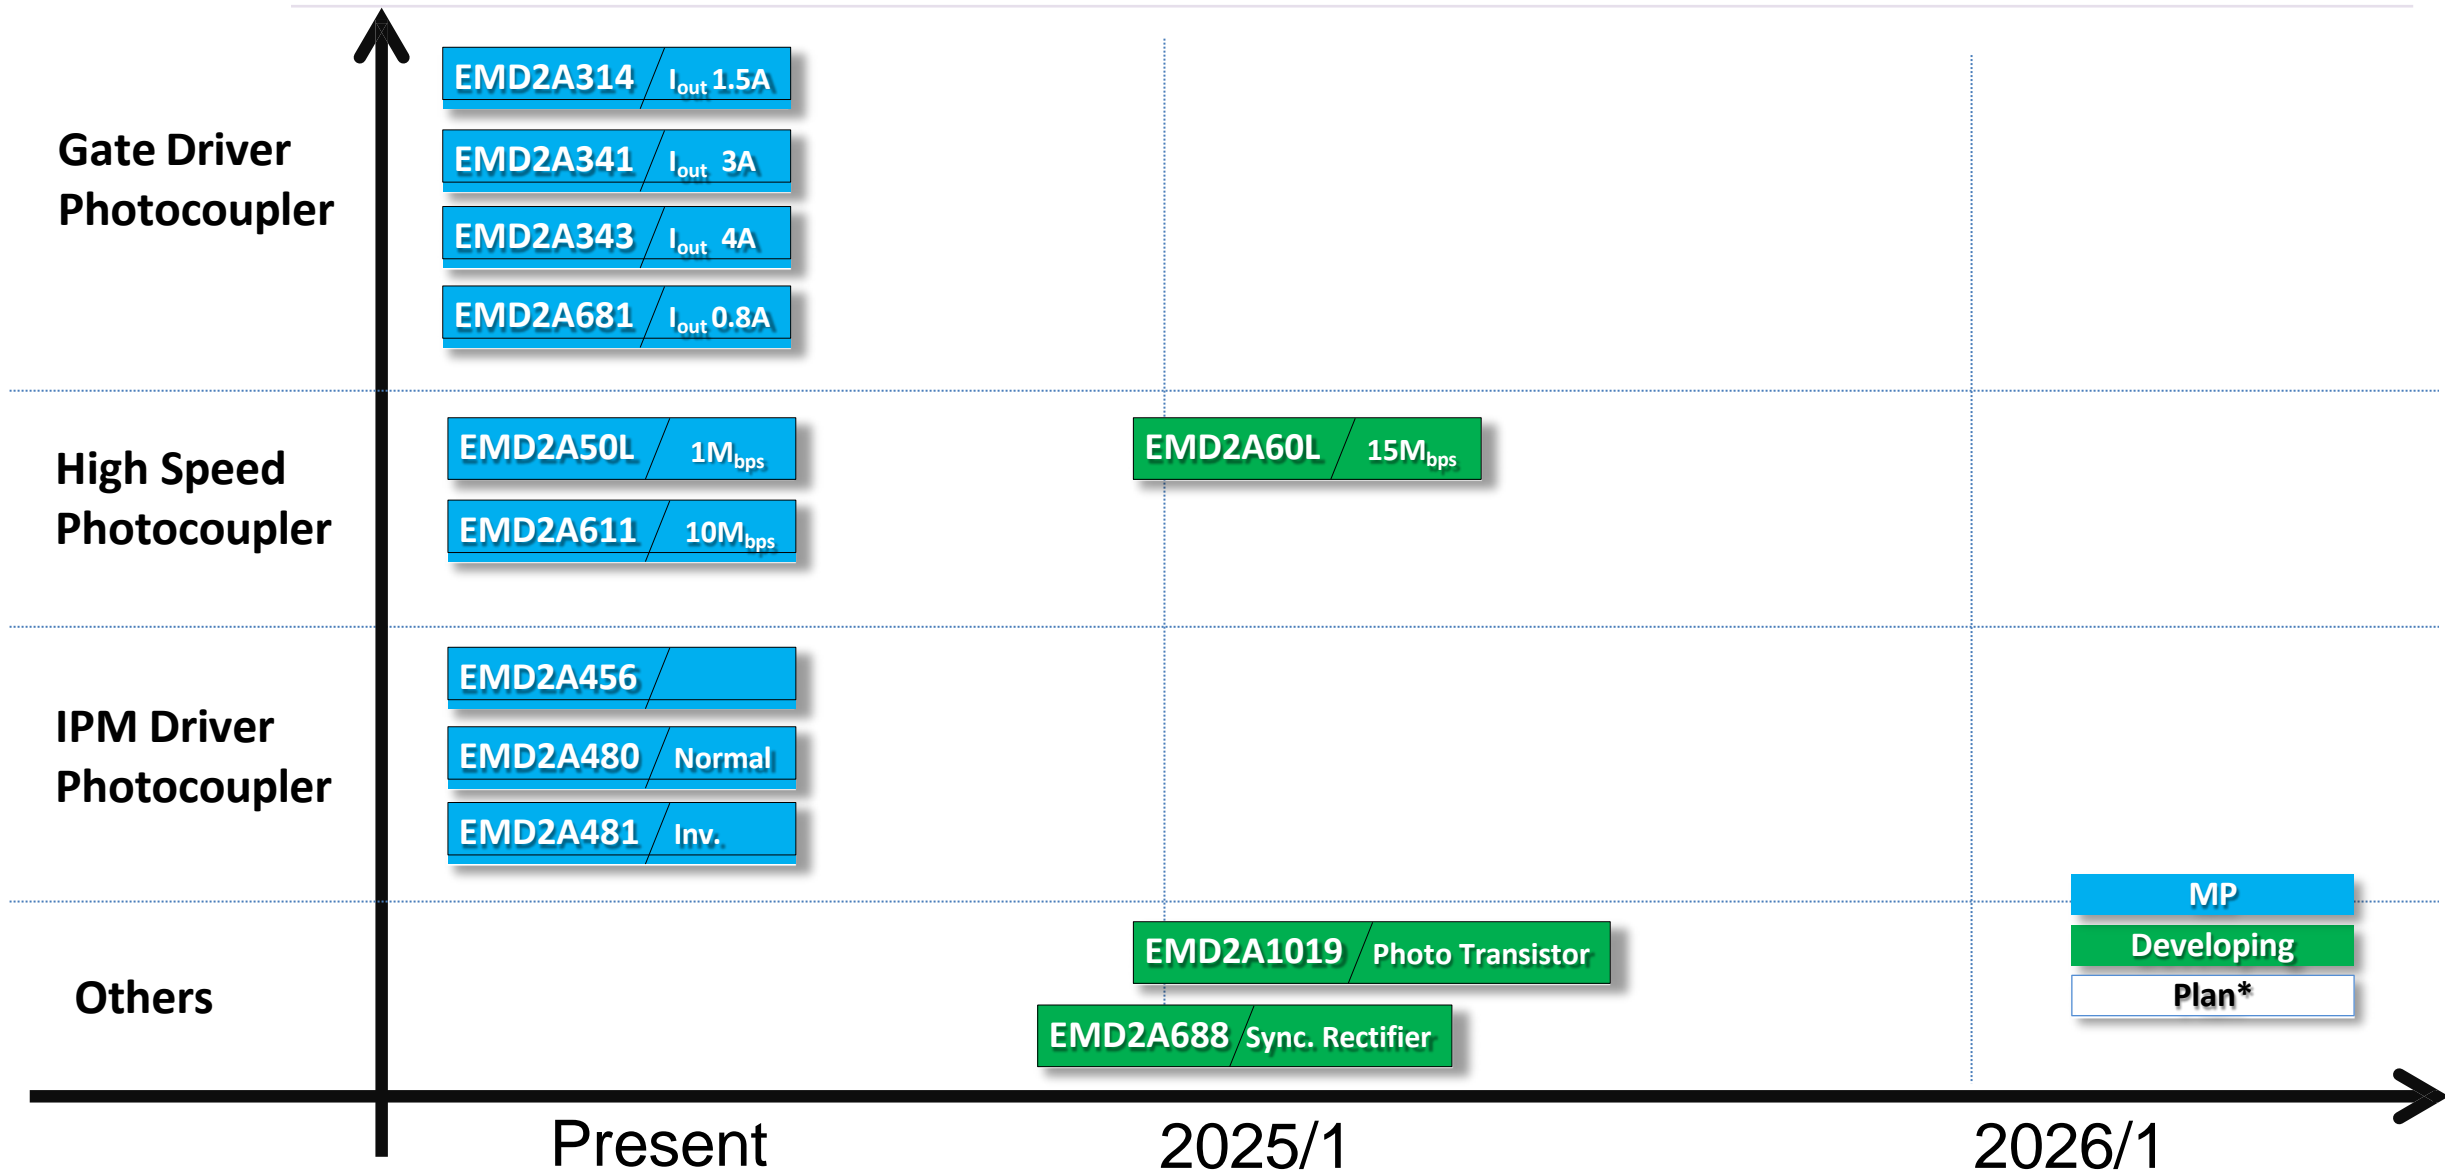 Gate Driver
Photocoupler
EMD2A314 / Iout 1.5A
EMD2A341 / Iout 3A
EMD2A343 / Iout 4A
EMD2A681 / Iout 0.8A
High Speed
Photocoupler
EMD2A50L / 1Mbps
EMD2A60L / 15Mbps
EMD2A611 / 10Mbps
IPM Driver
Photocoupler
EMD2A456 /
EMD2A480 / Normal
EMD2A481 / Inv.
Others
EMD2A1019 / Photo Transistor
EMD2A688 / Sync. Rectifier
MP
Developing
Plan*
Present
2025/1
2026/1